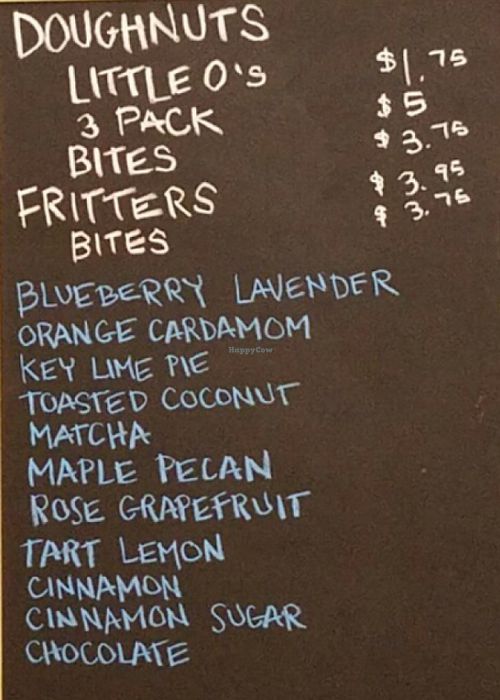 DOUGHNUTS
LITTLE O'S $1.75
3 PACK $5
BITES $3.75
FRITTERS $3.95
BITES $3.75
BLUEBERRY LAVENDER
ORANGE CARDAMOM
HappyCow
KEY LIME PIE
TOASTED COCONUT
MATCHA
MAPLE PECAN
ROSE GRAPEFRUIT
TART LEMON
CINNAMON
CINNAMON SUGAR
CHOCOLATE